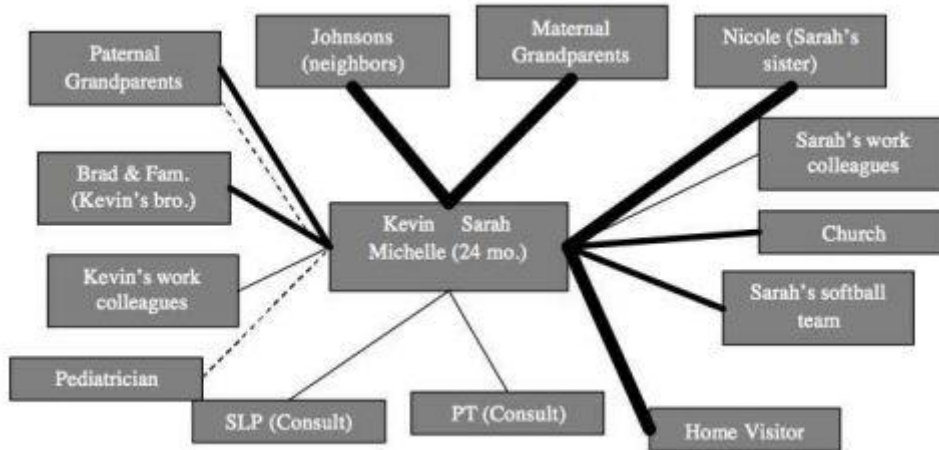 Paternal
Grandparents
Johnsons
(neighbors)
Maternal
Grandparents
Nicole (Sarah's
sister)
Brad & Fam.
(Kevin's bro.)
Sarah's work
colleagues
Kevin Sarah
Michelle (24 mo.)
Church
Kevin's work
colleagues
Sarah's softball
team
Pediatrician
SLP (Consult)
PT (Consult)
Home Visitor